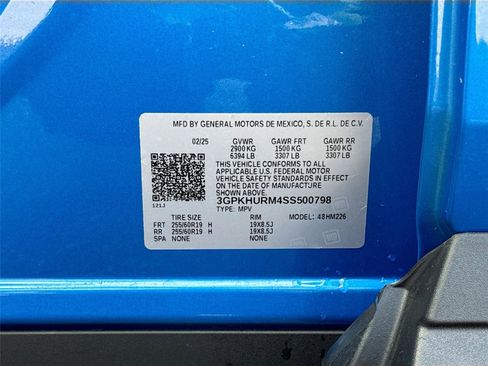 MFD BY GENERAL MOTORS DE MEXICO, S. DE R.L. DE C.V.
02/25 GVWR GAWR FRT GAWR RR
2900 KG 1500 KG 1500 KG
6394 LB 3307 LB 3307 LB
THIS VEHICLE CONFORMS TO ALL
APPLICABLE U.S. FEDERAL MOTOR
VEHICLE SAFETY STANDARDS IN EFFECT
ON THE DATE OF MANUFACTURE
SHOWN ABOVE.
3GPKHURM4SS500798
TYPE: MPV
121J
TIRE SIZE RIM MODEL: 48HM226
FRT 255/60R19 H 19X8.5J
RR 255/60R19 H 19X8.5J
SPA NONE NONE